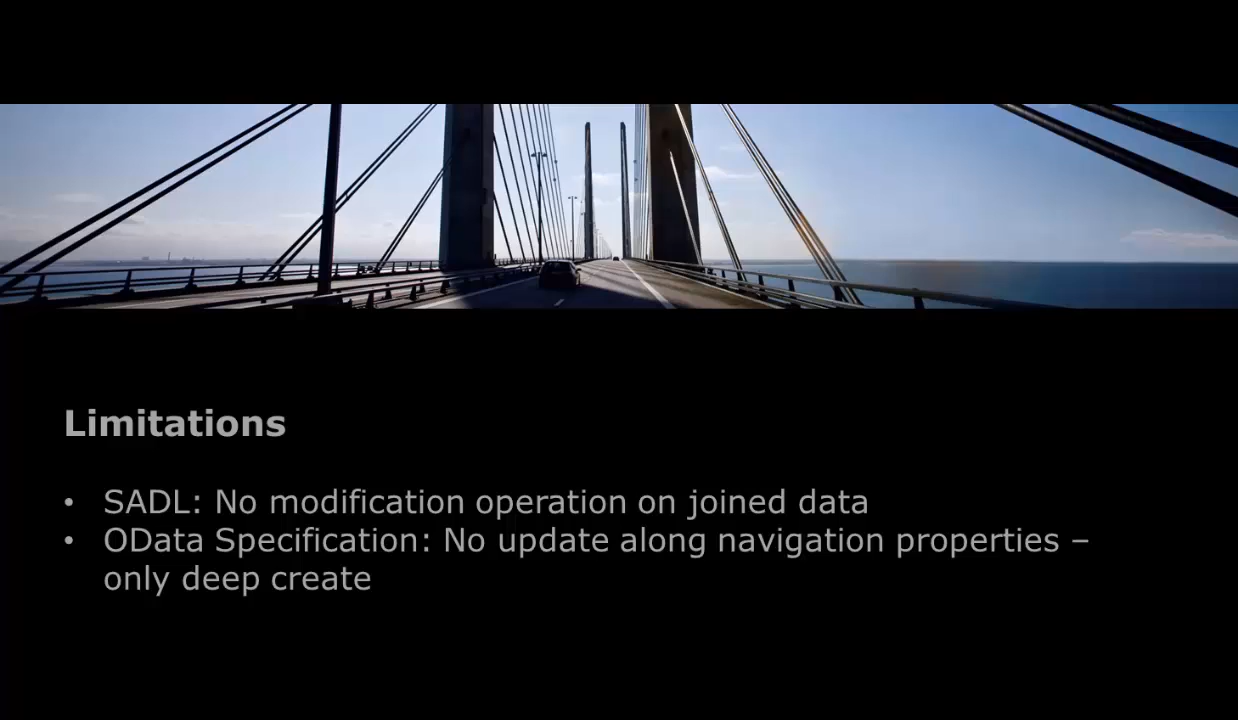 Limitations
• SADL: No modification operation on joined data
• OData Specification: No update along navigation properties –
only deep create